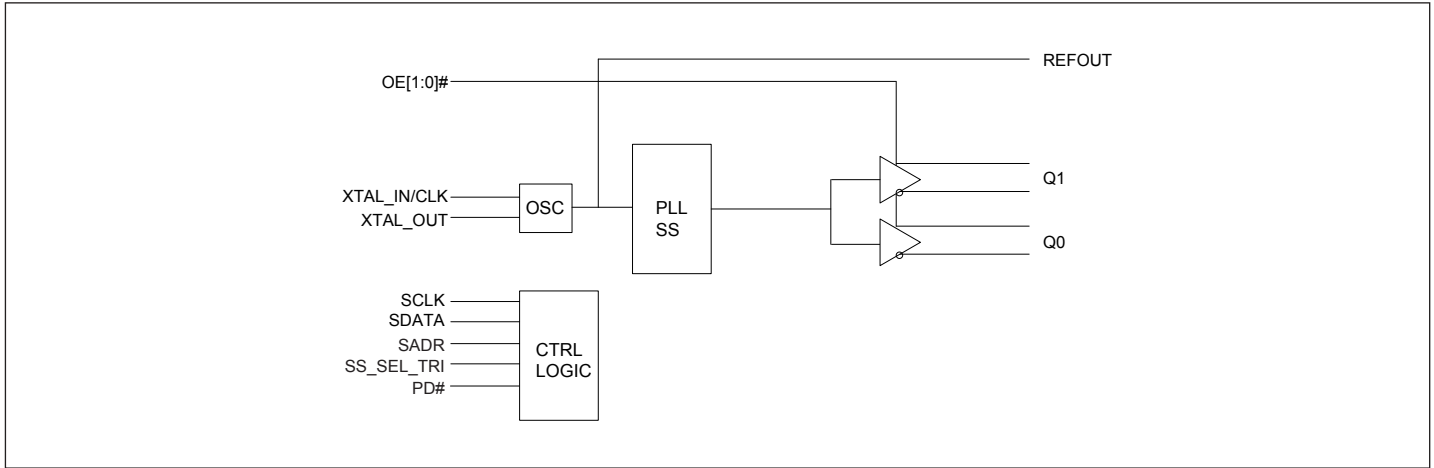 REFOUT
OE[1:0]#
XTAL_IN/CLK
XTAL_OUT
OSC
PLL
SS
Q1
Q0
SCLK
SDATA
SADR
SS_SEL_TRI
PD#
CTRL
LOGIC